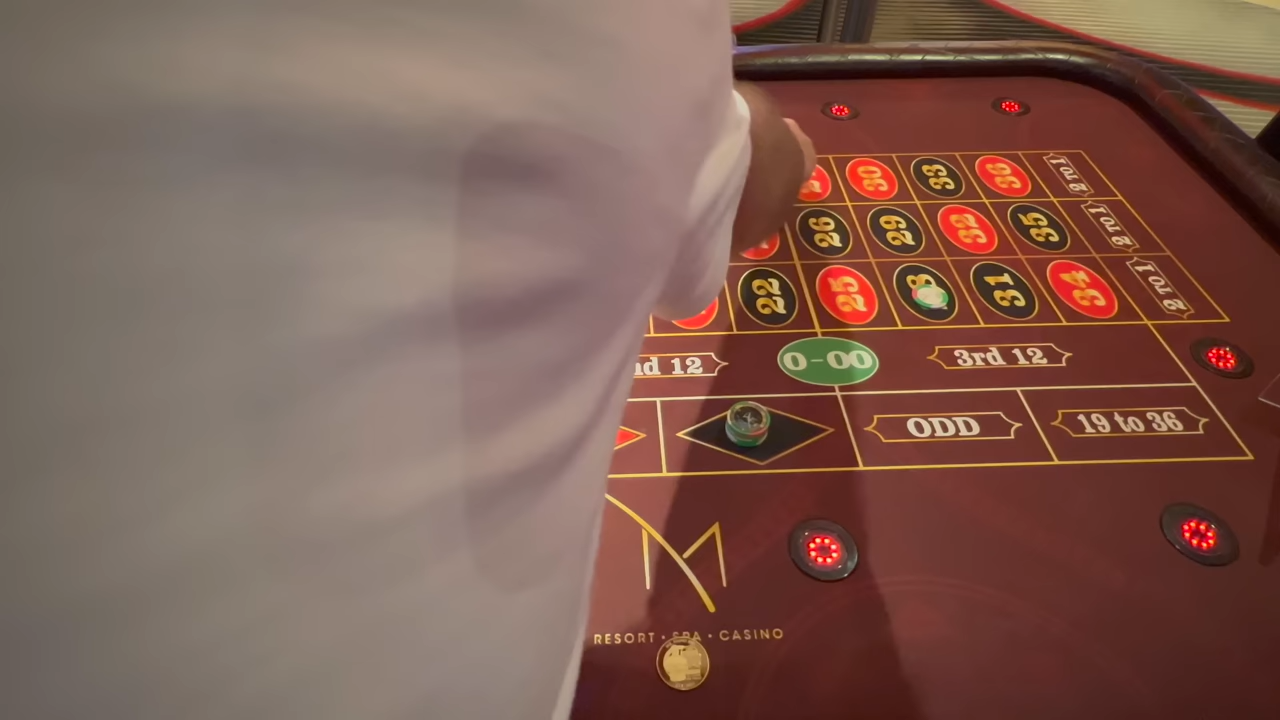 30 33 36 2 TO 1
26 29 32 35 2 TO 1
22 25 28 31 34 2 TO 1
0-00 3rd 12
12
ODD 19 to 36
M
RESORT · SPA · CASINO